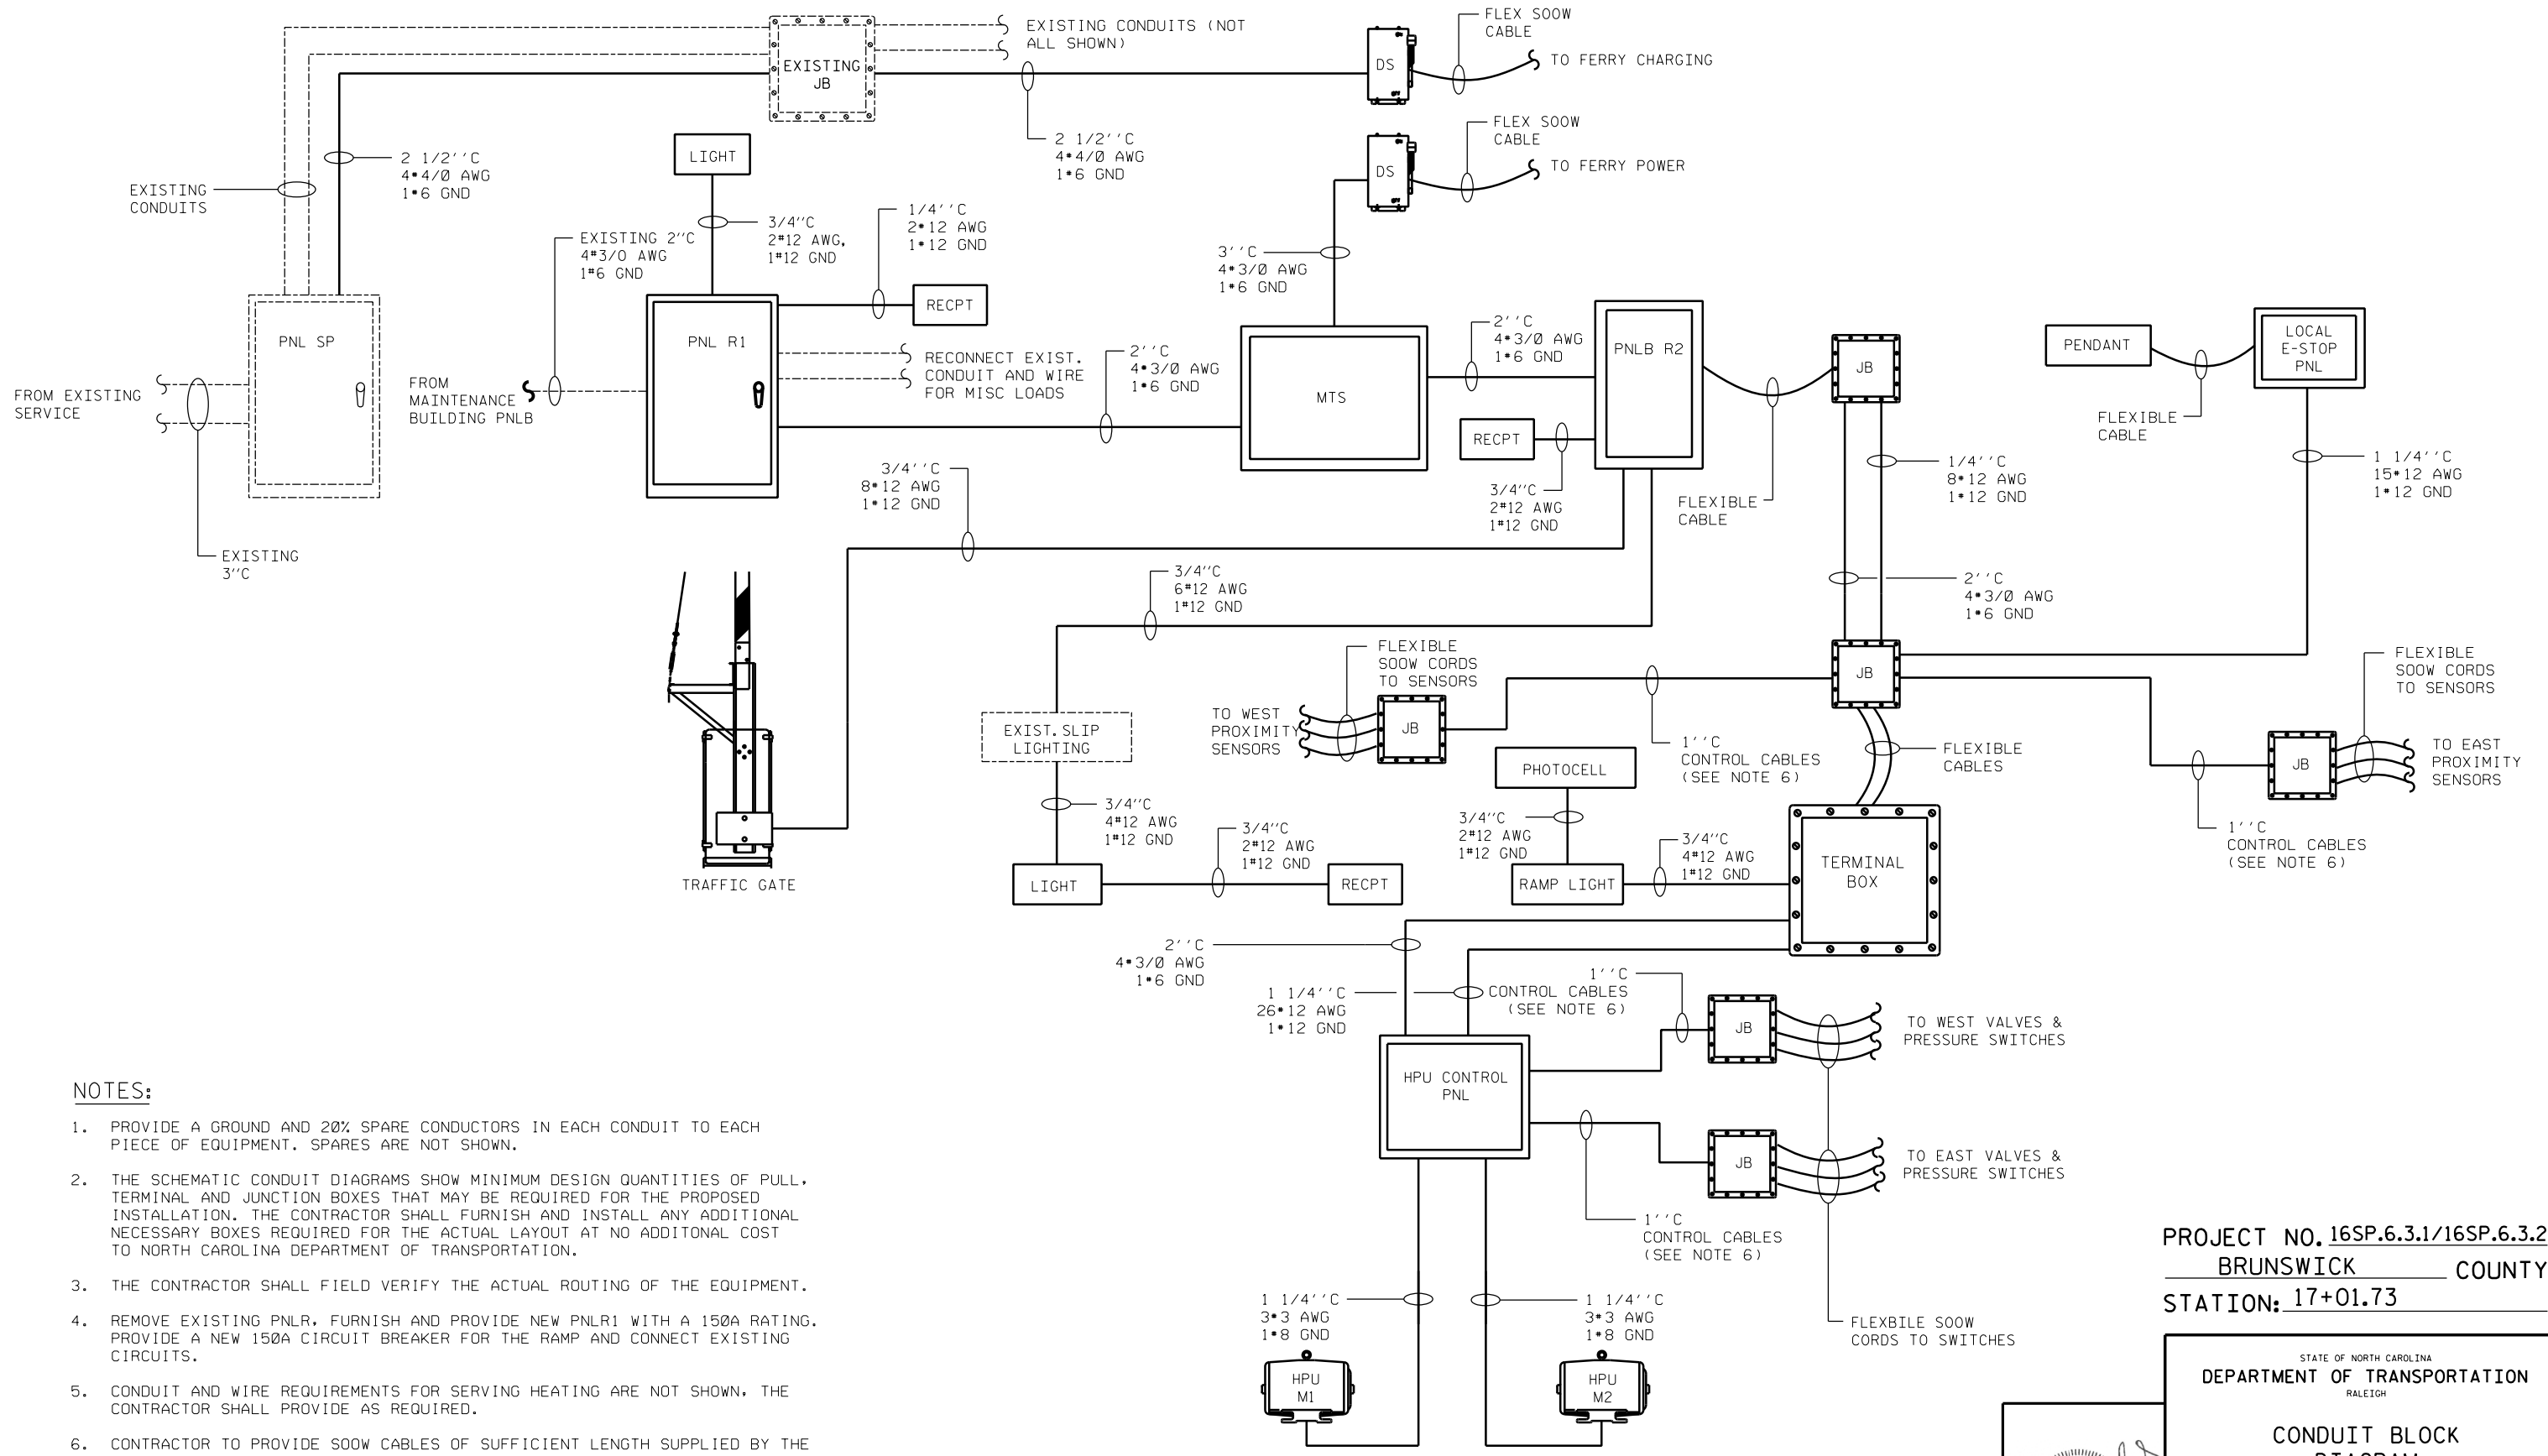 EXISTING CONDUITS (NOT
ALL SHOWN)
FLEX SOOW
CABLE
DS
TO FERRY CHARGING
EXISTING
JB
2 1/2''C
4*4/0 AWG
1*6 GND
2 1/2''C
4*4/0 AWG
1*6 GND
EXISTING
CONDUITS
LIGHT
FLEX SOOW
CABLE
DS
TO FERRY POWER
EXISTING 2"C
4#3/0 AWG
1#6 GND
3/4"C
2#12 AWG,
1#12 GND
1/4''C
2*12 AWG
1*12 GND
3''C
4*3/0 AWG
1*6 GND
RECPT
PNL SP
FROM EXISTING
SERVICE
EXISTING
3"C
FROM
MAINTENANCE
BUILDING PNLB
PNL R1
RECONNECT EXIST.
CONDUIT AND WIRE
FOR MISC LOADS
2''C
4*3/0 AWG
1*6 GND
MTS
2''C
4*3/0 AWG
1*6 GND
PNLB R2
RECPT
3/4"C
2#12 AWG
1#12 GND
FLEXIBLE
CABLE
JB
PENDANT
FLEXIBLE
CABLE
LOCAL
E-STOP
PNL
1/4''C
8*12 AWG
1*12 GND
1 1/4''C
15*12 AWG
1*12 GND
3/4''C
8*12 AWG
1*12 GND
2''C
4*3/0 AWG
1*6 GND
3/4"C
6#12 AWG
1#12 GND
TRAFFIC GATE
EXIST. SLIP
LIGHTING
FLEXIBLE
SOOW CORDS
TO SENSORS
TO WEST
PROXIMITY
SENSORS
JB
1''C
CONTROL CABLES
(SEE NOTE 6)
JB
FLEXIBLE
CABLES
FLEXIBLE
SOOW CORDS
TO SENSORS
JB
TO EAST
PROXIMITY
SENSORS
1''C
CONTROL CABLES
(SEE NOTE 6)
PHOTOCELL
3/4"C
4#12 AWG
1#12 GND
3/4"C
2#12 AWG
1#12 GND
3/4"C
2#12 AWG
1#12 GND
3/4"C
4#12 AWG
1#12 GND
LIGHT
RECPT
RAMP LIGHT
TERMINAL
BOX
2''C
4*3/0 AWG
1*6 GND
1 1/4''C
26*12 AWG
1*12 GND
1''C
CONTROL CABLES
(SEE NOTE 6)
JB
TO WEST VALVES &
PRESSURE SWITCHES
HPU CONTROL
PNL
JB
TO EAST VALVES &
PRESSURE SWITCHES
1''C
CONTROL CABLES
(SEE NOTE 6)
FLEXBILE SOOW
CORDS TO SWITCHES
1 1/4''C
3*3 AWG
1*8 GND
1 1/4''C
3*3 AWG
1*8 GND
HPU
M1
HPU
M2
NOTES:
1. PROVIDE A GROUND AND 20% SPARE CONDUCTORS IN EACH CONDUIT TO EACH
PIECE OF EQUIPMENT. SPARES ARE NOT SHOWN.
2. THE SCHEMATIC CONDUIT DIAGRAMS SHOW MINIMUM DESIGN QUANTITIES OF PULL,
TERMINAL AND JUNCTION BOXES THAT MAY BE REQUIRED FOR THE PROPOSED
INSTALLATION. THE CONTRACTOR SHALL FURNISH AND INSTALL ANY ADDITIONAL
NECESSARY BOXES REQUIRED FOR THE ACTUAL LAYOUT AT NO ADDITONAL COST
TO NORTH CAROLINA DEPARTMENT OF TRANSPORTATION.
3. THE CONTRACTOR SHALL FIELD VERIFY THE ACTUAL ROUTING OF THE EQUIPMENT.
4. REMOVE EXISTING PNLR, FURNISH AND PROVIDE NEW PNLR1 WITH A 150A RATING.
PROVIDE A NEW 150A CIRCUIT BREAKER FOR THE RAMP AND CONNECT EXISTING
CIRCUITS.
5. CONDUIT AND WIRE REQUIREMENTS FOR SERVING HEATING ARE NOT SHOWN, THE
CONTRACTOR SHALL PROVIDE AS REQUIRED.
6. CONTRACTOR TO PROVIDE SOOW CABLES OF SUFFICIENT LENGTH SUPPLIED BY THE
PROJECT NO. 16SP.6.3.1/16SP.6.3.2
BRUNSWICK COUNTY
STATION: 17+01.73
STATE OF NORTH CAROLINA
DEPARTMENT OF TRANSPORTATION
RALEIGH
CONDUIT BLOCK